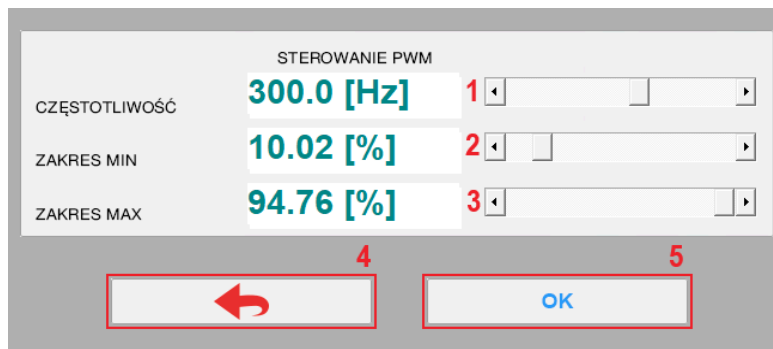 STEROWANIE PWM
CZĘSTOTLIWOŚĆ 300.0 [Hz] 1
ZAKRES MIN 10.02 [%] 2
ZAKRES MAX 94.76 [%] 3
4 5
OK